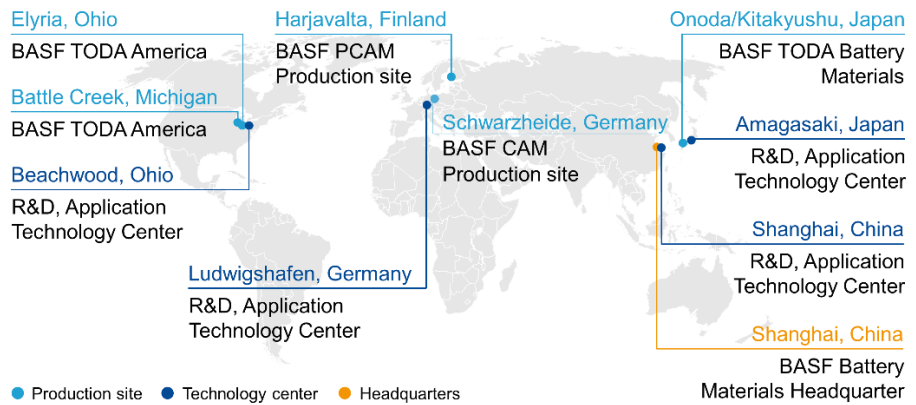 Elyria, Ohio
BASF TODA America
Battle Creek, Michigan
BASF TODA America
Beachwood, Ohio
R&D, Application
Technology Center
Harjavalta, Finland
BASF PCAM
Production site
Schwarzheide, Germany
BASF CAM
Production site
Ludwigshafen, Germany
R&D, Application
Technology Center
Onoda/Kitakyushu, Japan
BASF TODA Battery
Materials
Amagasaki, Japan
R&D, Application
Technology Center
Shanghai, China
R&D, Application
Technology Center
Shanghai, China
BASF Battery
Materials Headquarter
Production site
Technology center
Headquarters